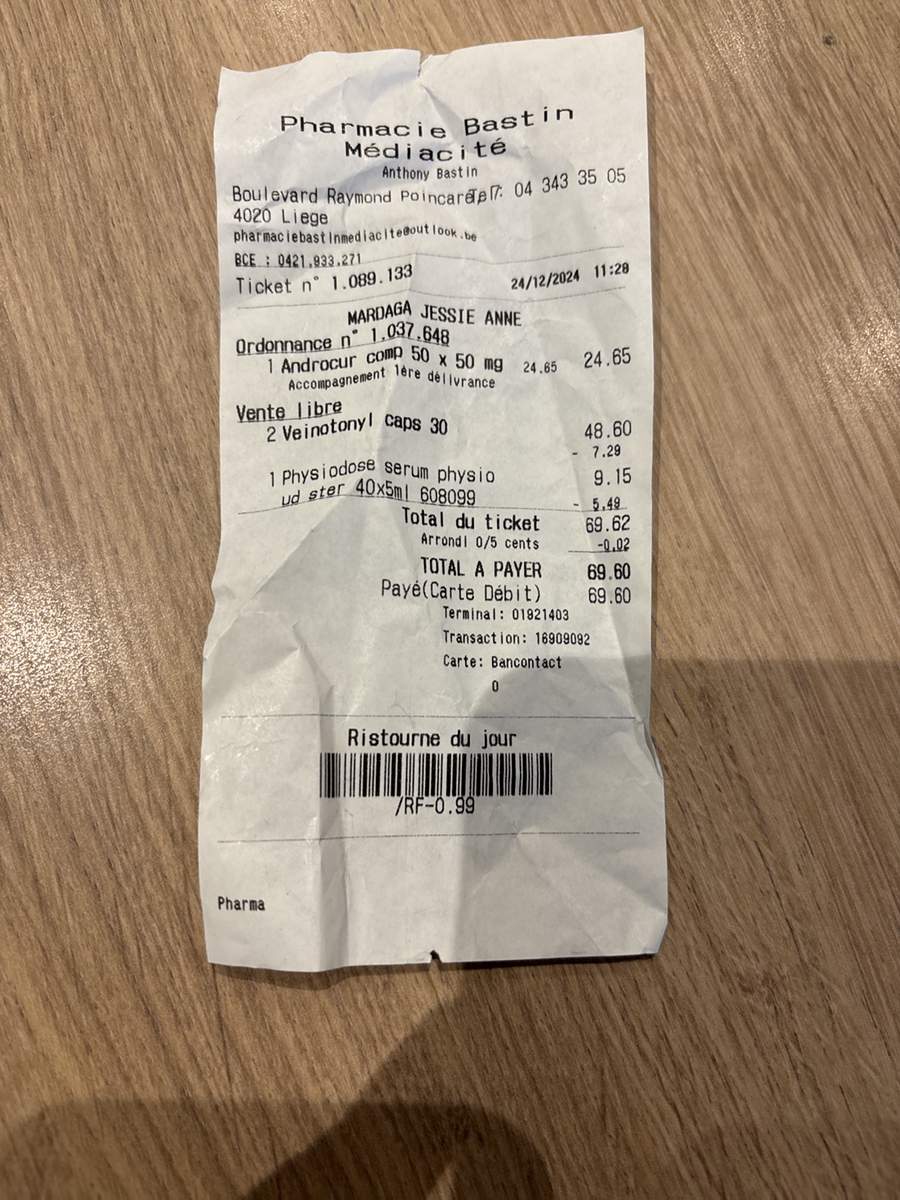 Pharmacie Bastin
Médiacité
Anthony Bastin
Boulevard Raymond Poincaré 7 Tel: 04 343 35 05
4020 Liege
pharmaciebastinmediacite@outlook.be
BCE : 0421.933.271
Ticket n° 1.089.133 24/12/2024 11:28
MARDAGA JESSIE ANNE
Ordonnance n° 1.037.648
1 Androcur comp 50 x 50 mg 24.65 24.65
Accompagnement 1ère délivrance
Vente libre
2 Veinotonyl caps 30 48.60
- 7.29
1 Physiodose serum physio 9.15
ud ster 40x5ml 608099
- 5.49
Total du ticket 69.62
Arrondi 0/5 cents -0.02
TOTAL A PAYER 69.60
Payé(Carte Débit) 69.60
Terminal: 01821403
Transaction: 16909092
Carte: Bancontact
0
Ristourne du jour
/RF-0.99
Pharma